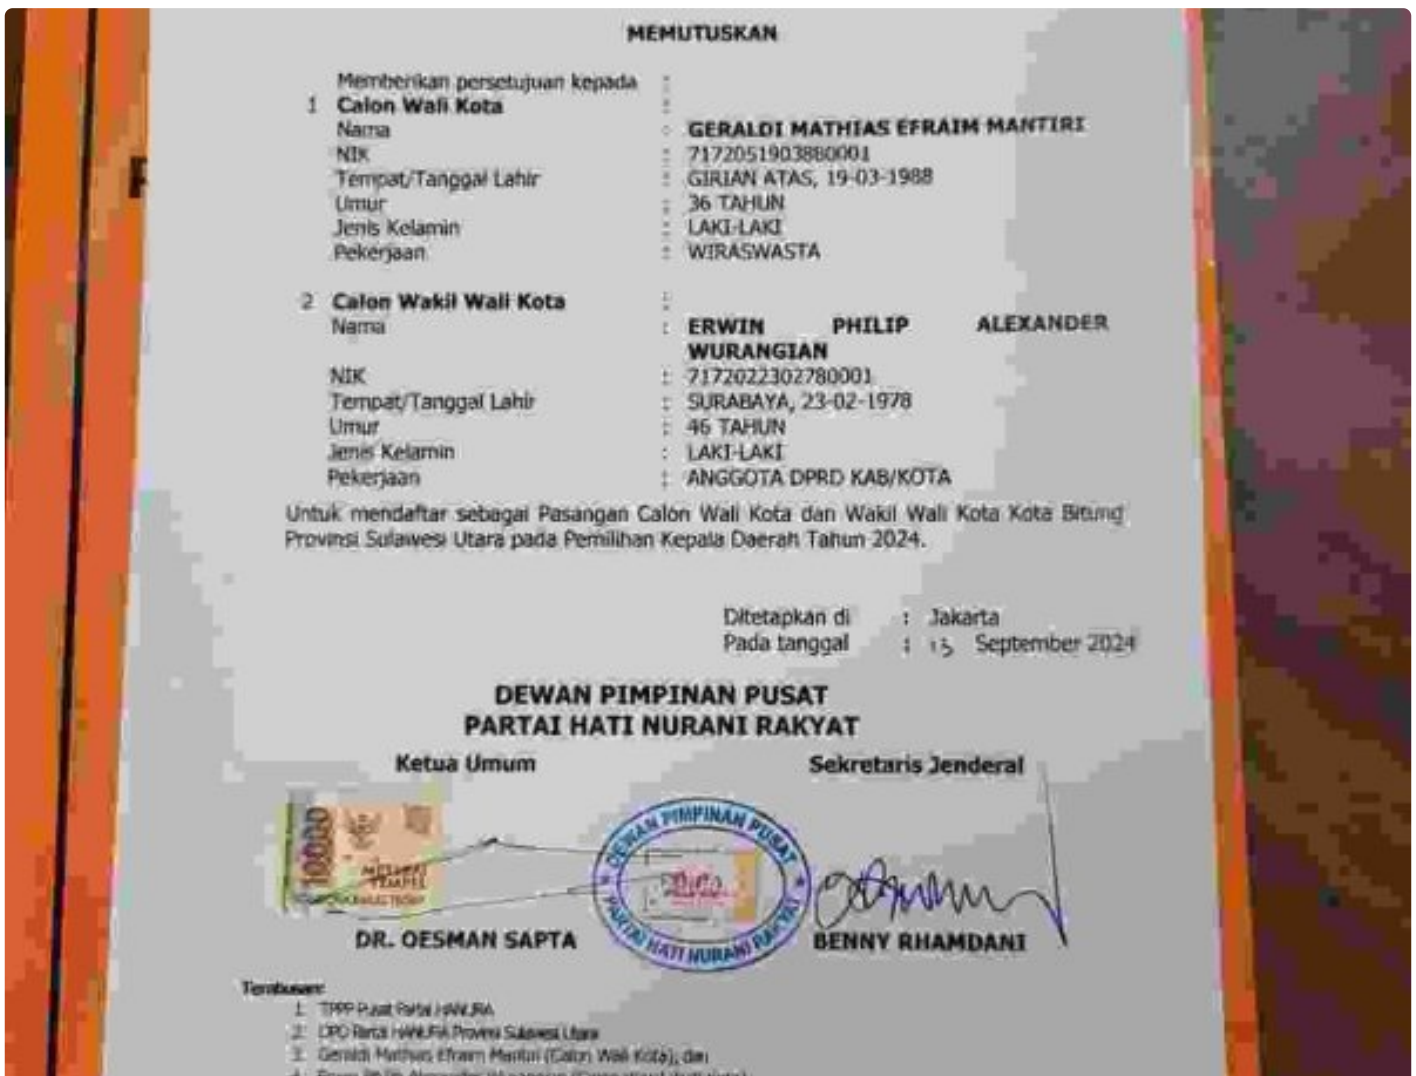 MEMUTUSKAN
Memberikan persetujuan kepada :
1 Calon Wali Kota :
Nama : GERALDI MATHIAS EFRAIM MANTIRI
NIK : 7172051903880001
Tempat/Tanggal Lahir : GIRIAN ATAS, 19-03-1988
Umur : 36 TAHUN
Jenis Kelamin : LAKI-LAKI
Pekerjaan : WIRASWASTA
2 Calon Wakil Wali Kota :
Nama : ERWIN PHILIP ALEXANDER
WURANGIAN
NIK : 7172022302780001
Tempat/Tanggal Lahir : SURABAYA, 23-02-1978
Umur : 46 TAHUN
Jenis Kelamin : LAKI-LAKI
Pekerjaan : ANGGOTA DPRD KAB/KOTA
Untuk mendaftar sebagai Pasangan Calon Wali Kota dan Wakil Wali Kota Kota Bitung
Provinsi Sulawesi Utara pada Pemilihan Kepala Daerah Tahun 2024.
Ditetapkan di : Jakarta
Pada tanggal : 13 September 2024
DEWAN PIMPINAN PUSAT
PARTAI HATI NURANI RAKYAT
Ketua Umum Sekretaris Jenderal
10000
METERAI
TEMPEL
DEWAN PIMPINAN PUSAT
PARTAI HATI NURANI RAKYAT
DR. OESMAN SAPTA BENNY RHAMDANI
Tembusan:
1. TPPP Pusat Partai HANURA
2. DPD Partai HANURA Provinsi Sulawesi Utara
3. Geraldi Mathias Efraim Mantiri (Calon Wali Kota); dan